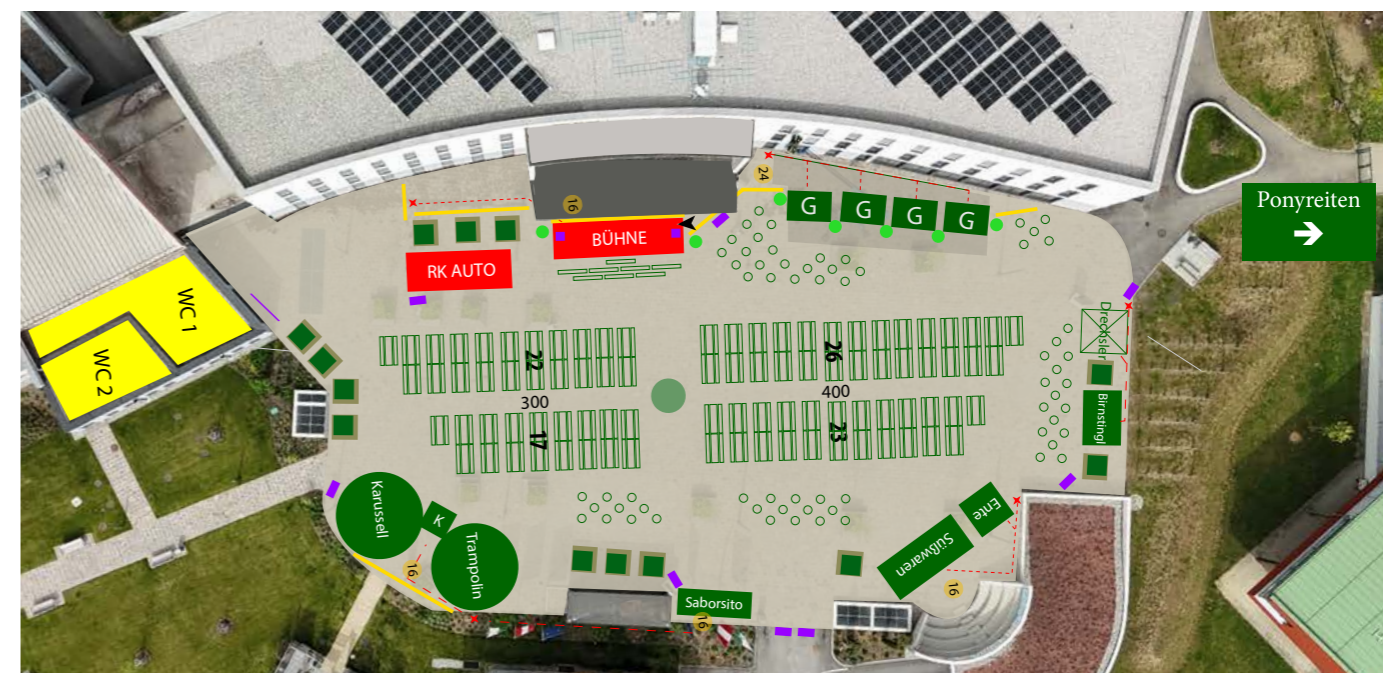 Ponyreiten
24
16
G
G
G
G
BÜHNE
RK AUTO
WC 1
WC 2
Drechsler
22
26
300
400
17
23
Birnstingl
Karussell
K
Trampolin
Ente
Süßwaren
16
16
Saborsito
16